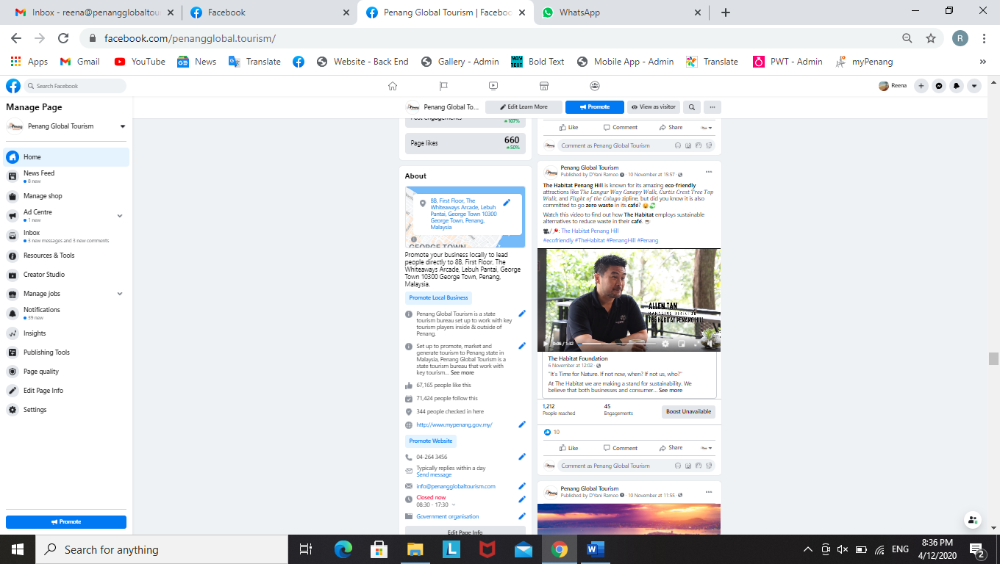 Inbox - reena@penangglobaltou
Facebook
Penang Global Tourism | Faceboo
WhatsApp
facebook.com/penangglobal.tourism/
Apps
Gmail
YouTube
News
Translate
Website - Back End
Gallery - Admin
Bold Text
Mobile App - Admin
Translate
PWT - Admin
myPenang
Search Facebook
Reena
Manage Page
Penang Global Tourism
Home
News Feed
8 new
Manage shop
Ad Centre
1 new
Inbox
3 new messages and 3 new comments
Resources & Tools
Creator Studio
Manage jobs
Notifications
39 new
Insights
Publishing Tools
Page quality
Edit Page Info
Settings
Promote
Penang Global To...
Edit Learn More
Promote
View as visitor
Post engagements
107%
Page likes
660
50%
About
8B, First Floor, The
Whiteaways Arcade, Lebuh
Pantai, George Town 10300
George Town, Penang,
Malaysia
GEORGE TOWN
Promote your business locally to lead
people directly to 8B, First Floor, The
Whiteaways Arcade, Lebuh Pantai, George
Town 10300 George Town, Penang,
Malaysia.
Promote Local Business
Penang Global Tourism is a state
tourism bureau set up to work with key
tourism players inside & outside of
Penang.
Set up to promote, market and
generate tourism to Penang state in
Malaysia, Penang Global Tourism is a
state tourism bureau that work with
key tourism... See more
67,165 people like this
71,424 people follow this
344 people checked in here
http://www.mypenang.gov.my/
Promote Website
04-264 3456
Typically replies within a day
Send message
info@penangglobaltourism.com
Closed now
08:30 - 17:30
Government organisation
Edit Page Info
Like
Comment
Share
Comment as Penang Global Tourism
Penang Global Tourism
Published by D'Yani Ramoo · 10 November at 15:57 ·
The Habitat Penang Hill is known for its amazing eco-friendly
attractions like The Langur Way Canopy Walk, Curtis Crest Tree Top
Walk, and Flight of the Colugo zipline, but did you know it is also
committed to go zero waste in its café?
Watch this video to find out how The Habitat employs sustainable
alternatives to reduce waste in their café.
/ : The Habitat Penang Hill
#ecofriendly #TheHabitat #PenangHill #Penang
ALLEN TAN
MANAGING DIRECTOR
THE HABITAT PENANG HILL
0:06 / 1:32
The Habitat Foundation
6 November at 12:02 ·
"It's Time for Nature. If not now, when? If not us, who?"
At The Habitat we are making a stand for sustainability. We
believe that both businesses and consumer... See more
1,212
People reached
45
Engagements
Boost Unavailable
10
Like
Comment
Share
Comment as Penang Global Tourism
Penang Global Tourism
Published by D'Yani Ramoo · 10 November at 11:55 ·
Search for anything
ENG
8:36 PM
4/12/2020
2